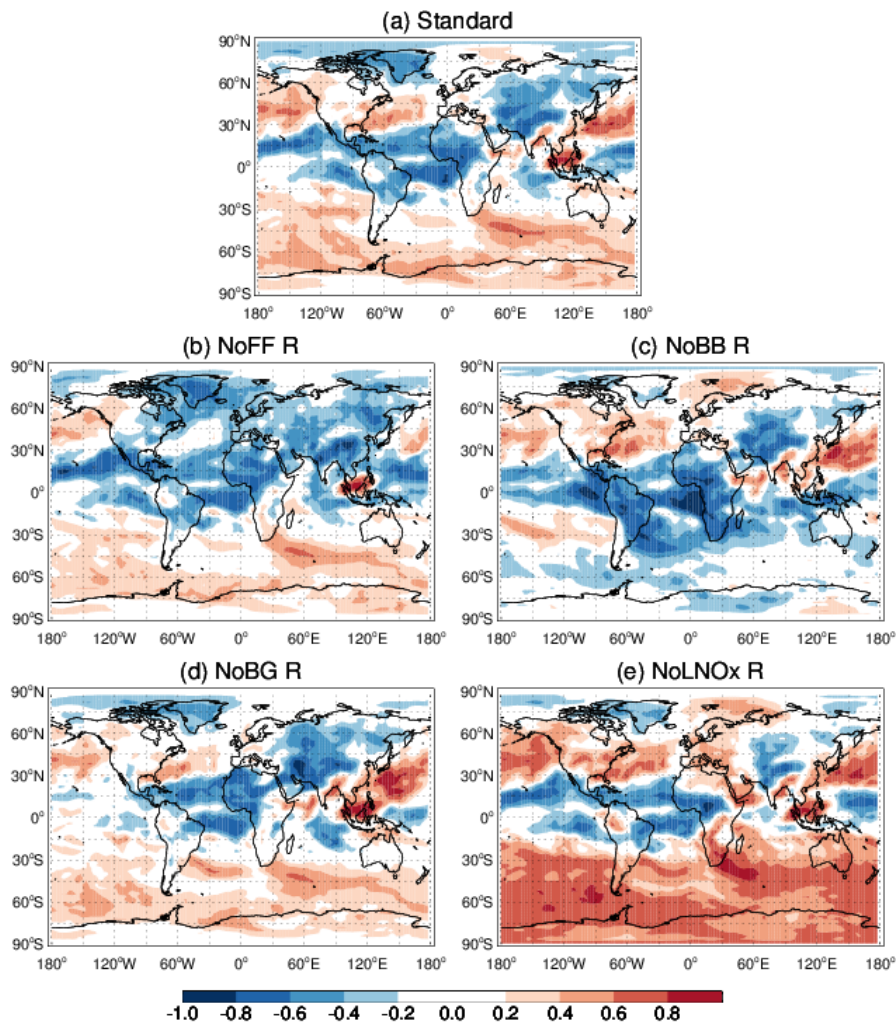 (a) Standard
90°N
60°N
30°N
0°
30°S
60°S
90°S
180° 120°W 60°W 0° 60°E 120°E 180°
(b) NoFF R
(c) NoBB R
90°N 90°N
60°N 60°N
30°N 30°N
0° 0°
30°S 30°S
60°S 60°S
90°S 90°S
180° 120°W 60°W 0° 60°E 120°E 180° 180° 120°W 60°W 0° 60°E 120°E 180°
(d) NoBG R
(e) NoLNOx R
90°N 90°N
60°N 60°N
30°N 30°N
0° 0°
30°S 30°S
60°S 60°S
90°S 90°S
180° 120°W 60°W 0° 60°E 120°E 180° 180° 120°W 60°W 0° 60°E 120°E 180°
-1.0 -0.8 -0.6 -0.4 -0.2 0.0 0.2 0.4 0.6 0.8